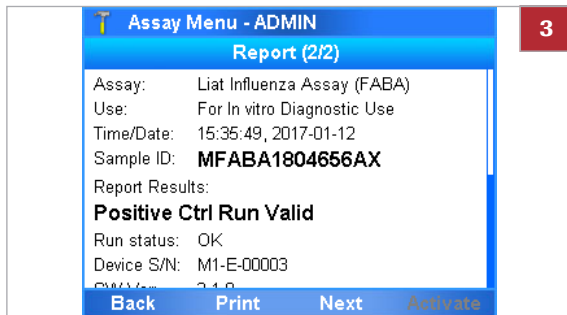 Assay Menu - ADMIN
3
Report (2/2)
Assay: Liat Influenza Assay (FABA)
Use: For In vitro Diagnostic Use
Time/Date: 15:35:49, 2017-01-12
Sample ID: MFABA1804656AX
Report Results:
Positive Ctrl Run Valid
Run status: OK
Device S/N: M1-E-00003
Back Print Next Activate